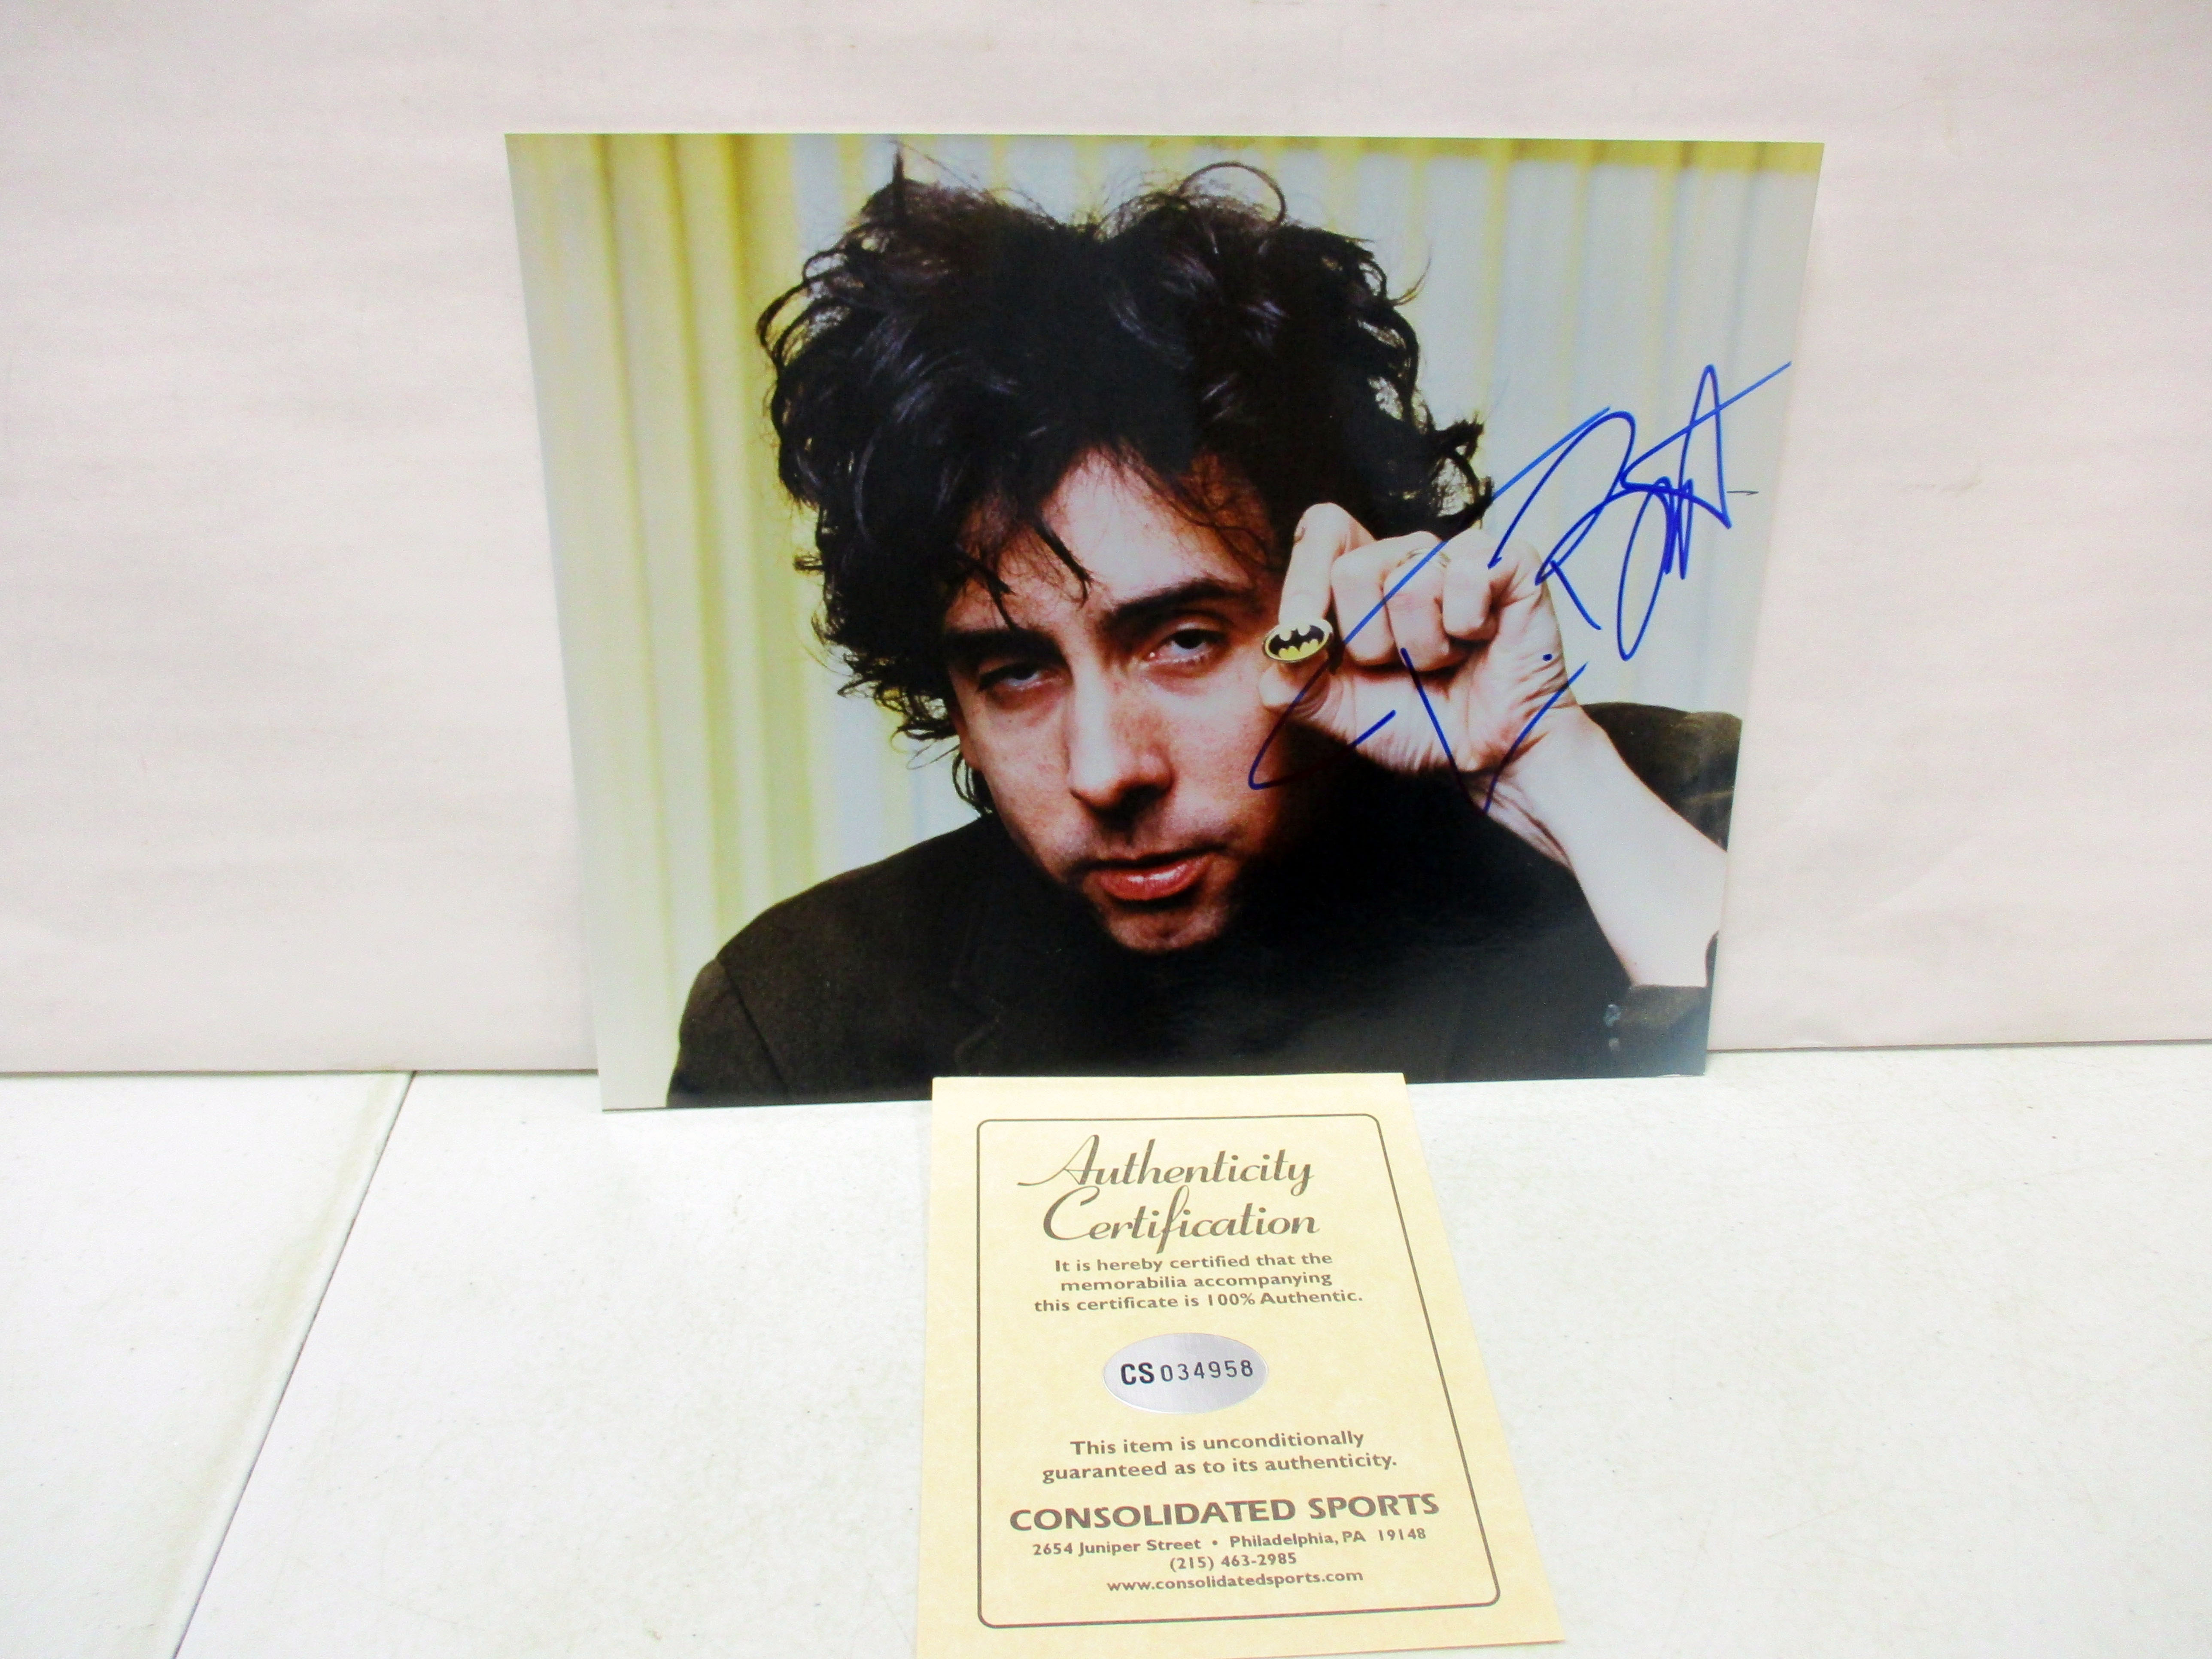 Authenticity
Certification
It is hereby certified that the
memorabilia accompanying
this certificate is 100% Authentic.
CS034958
This item is unconditionally
guaranteed as to its authenticity.
CONSOLIDATED SPORTS
2654 Juniper Street • Philadelphia, PA 19148
(215) 463-2985
www.consolidatedsports.com